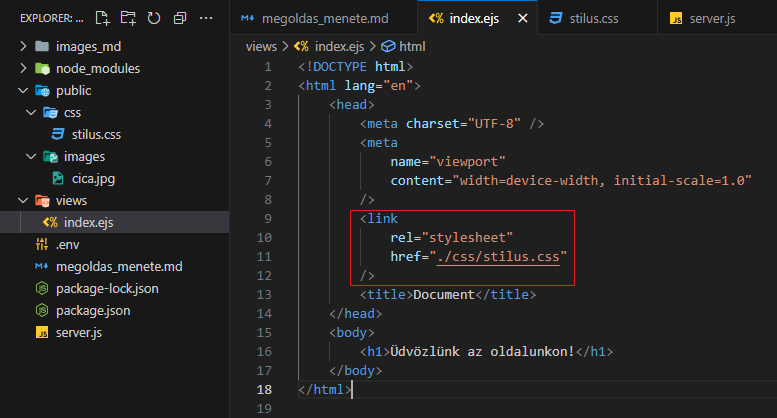 EXPLORER: ...
images_md
node_modules
public
css
stilus.css
images
cica.jpg
views
index.ejs
.env
megoldas_menete.md
package-lock.json
package.json
server.js
megoldas_menete.md
index.ejs
stilus.css
server.js
views > index.ejs > html
1 <!DOCTYPE html>
2 <html lang="en">
3 <head>
4 <meta charset="UTF-8" />
5 <meta
6 name="viewport"
7 content="width=device-width, initial-scale=1.0"
8 />
9 <link
10 rel="stylesheet"
11 href="./css/stilus.css"
12 />
13 <title>Document</title>
14 </head>
15 <body>
16 <h1>Üdvözlünk az oldalunkon!</h1>
17 </body>
18 </html>
19